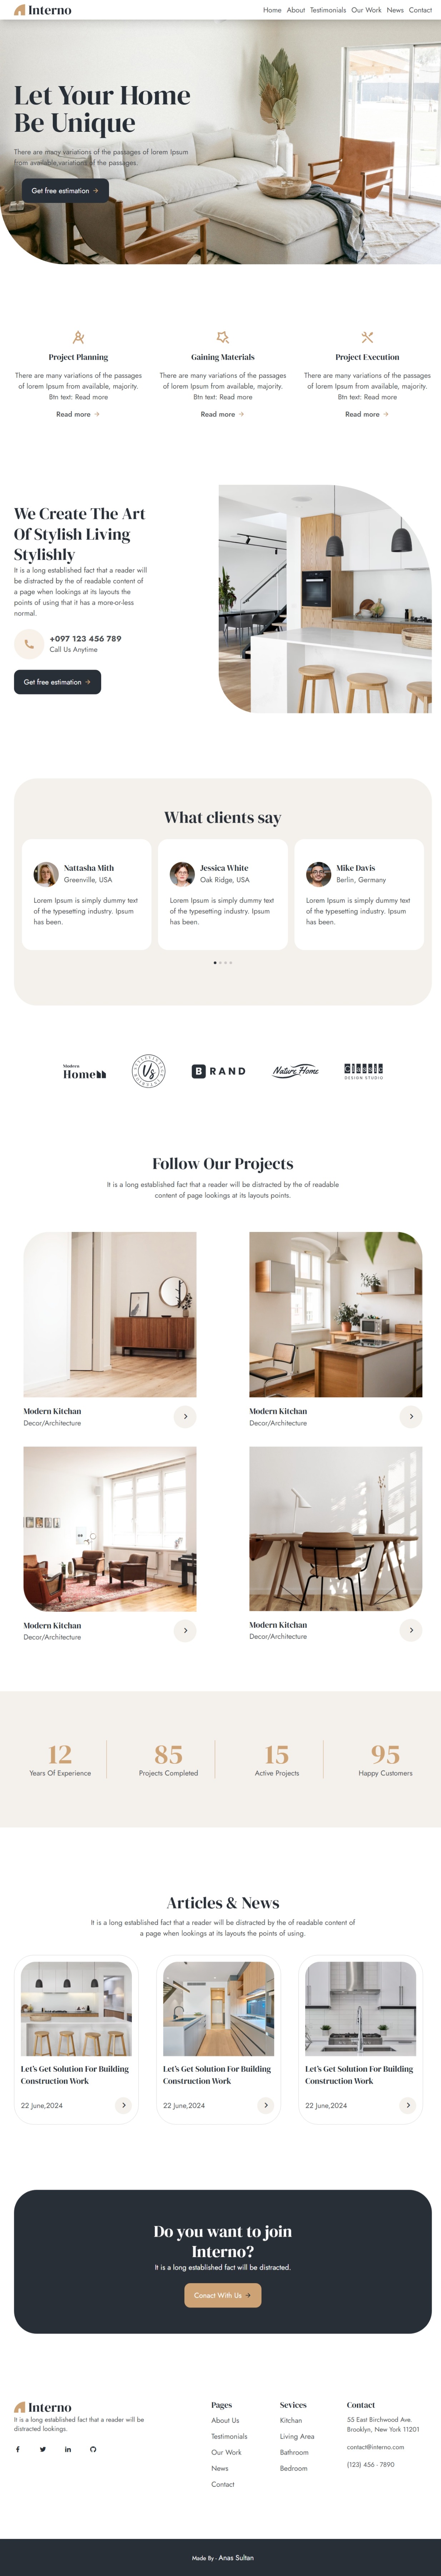 Interno
Home About Testimonials Our Work News Contact
Let Your Home
Be Unique
There are many variations of the passages of lorem Ipsum
from available,variations of the passages.
Get free estimation
Project Planning
There are many variations of the passages
of lorem Ipsum from available, majority.
Btn text: Read more
Read more
Gaining Materials
There are many variations of the passages
of lorem Ipsum from available, majority.
Btn text: Read more
Read more
Project Execution
There are many variations of the passages
of lorem Ipsum from available, majority.
Btn text: Read more
Read more
We Create The Art
Of Stylish Living
Stylishly
It is a long established fact that a reader will
be distracted by the of readable content of
a page when lookings at its layouts the
points of using that it has a more-or-less
normal.
+097 123 456 789
Call Us Anytime
Get free estimation
What clients say
Nattasha Mith
Greenville, USA
Lorem Ipsum is simply dummy text
of the typesetting industry. Ipsum
has been.
Jessica White
Oak Ridge, USA
Lorem Ipsum is simply dummy text
of the typesetting industry. Ipsum
has been.
Mike Davis
Berlin, Germany
Lorem Ipsum is simply dummy text
of the typesetting industry. Ipsum
has been.
Modern
Home
Vs
B RAND
Nature Home
Classic
DESIGN STUDIO
Follow Our Projects
It is a long established fact that a reader will be distracted by the of readable
content of page lookings at its layouts points.
Modern Kitchan
Decor/Architecture
Modern Kitchan
Decor/Architecture
Modern Kitchan
Decor/Architecture
Modern Kitchan
Decor/Architecture
12
Years Of Experience
85
Projects Completed
15
Active Projects
95
Happy Customers
Articles & News
It is a long established fact that a reader will be distracted by the of readable content of
a page when lookings at its layouts the points of using.
Let's Get Solution For Building
Construction Work
22 June,2024
Let's Get Solution For Building
Construction Work
22 June,2024
Let's Get Solution For Building
Construction Work
22 June,2024
Do you want to join
Interno?
It is a long established fact will be distracted.
Conact With Us
Interno
It is a long established fact that a reader will be
distracted lookings.
Pages
About Us
Testimonials
Our Work
News
Contact
Sevices
Kitchan
Living Area
Bathroom
Bedroom
Contact
55 East Birchwood Ave.
Brooklyn, New York 11201
contact@interno.com
(123) 456 - 7890
Made By - Anas Sultan